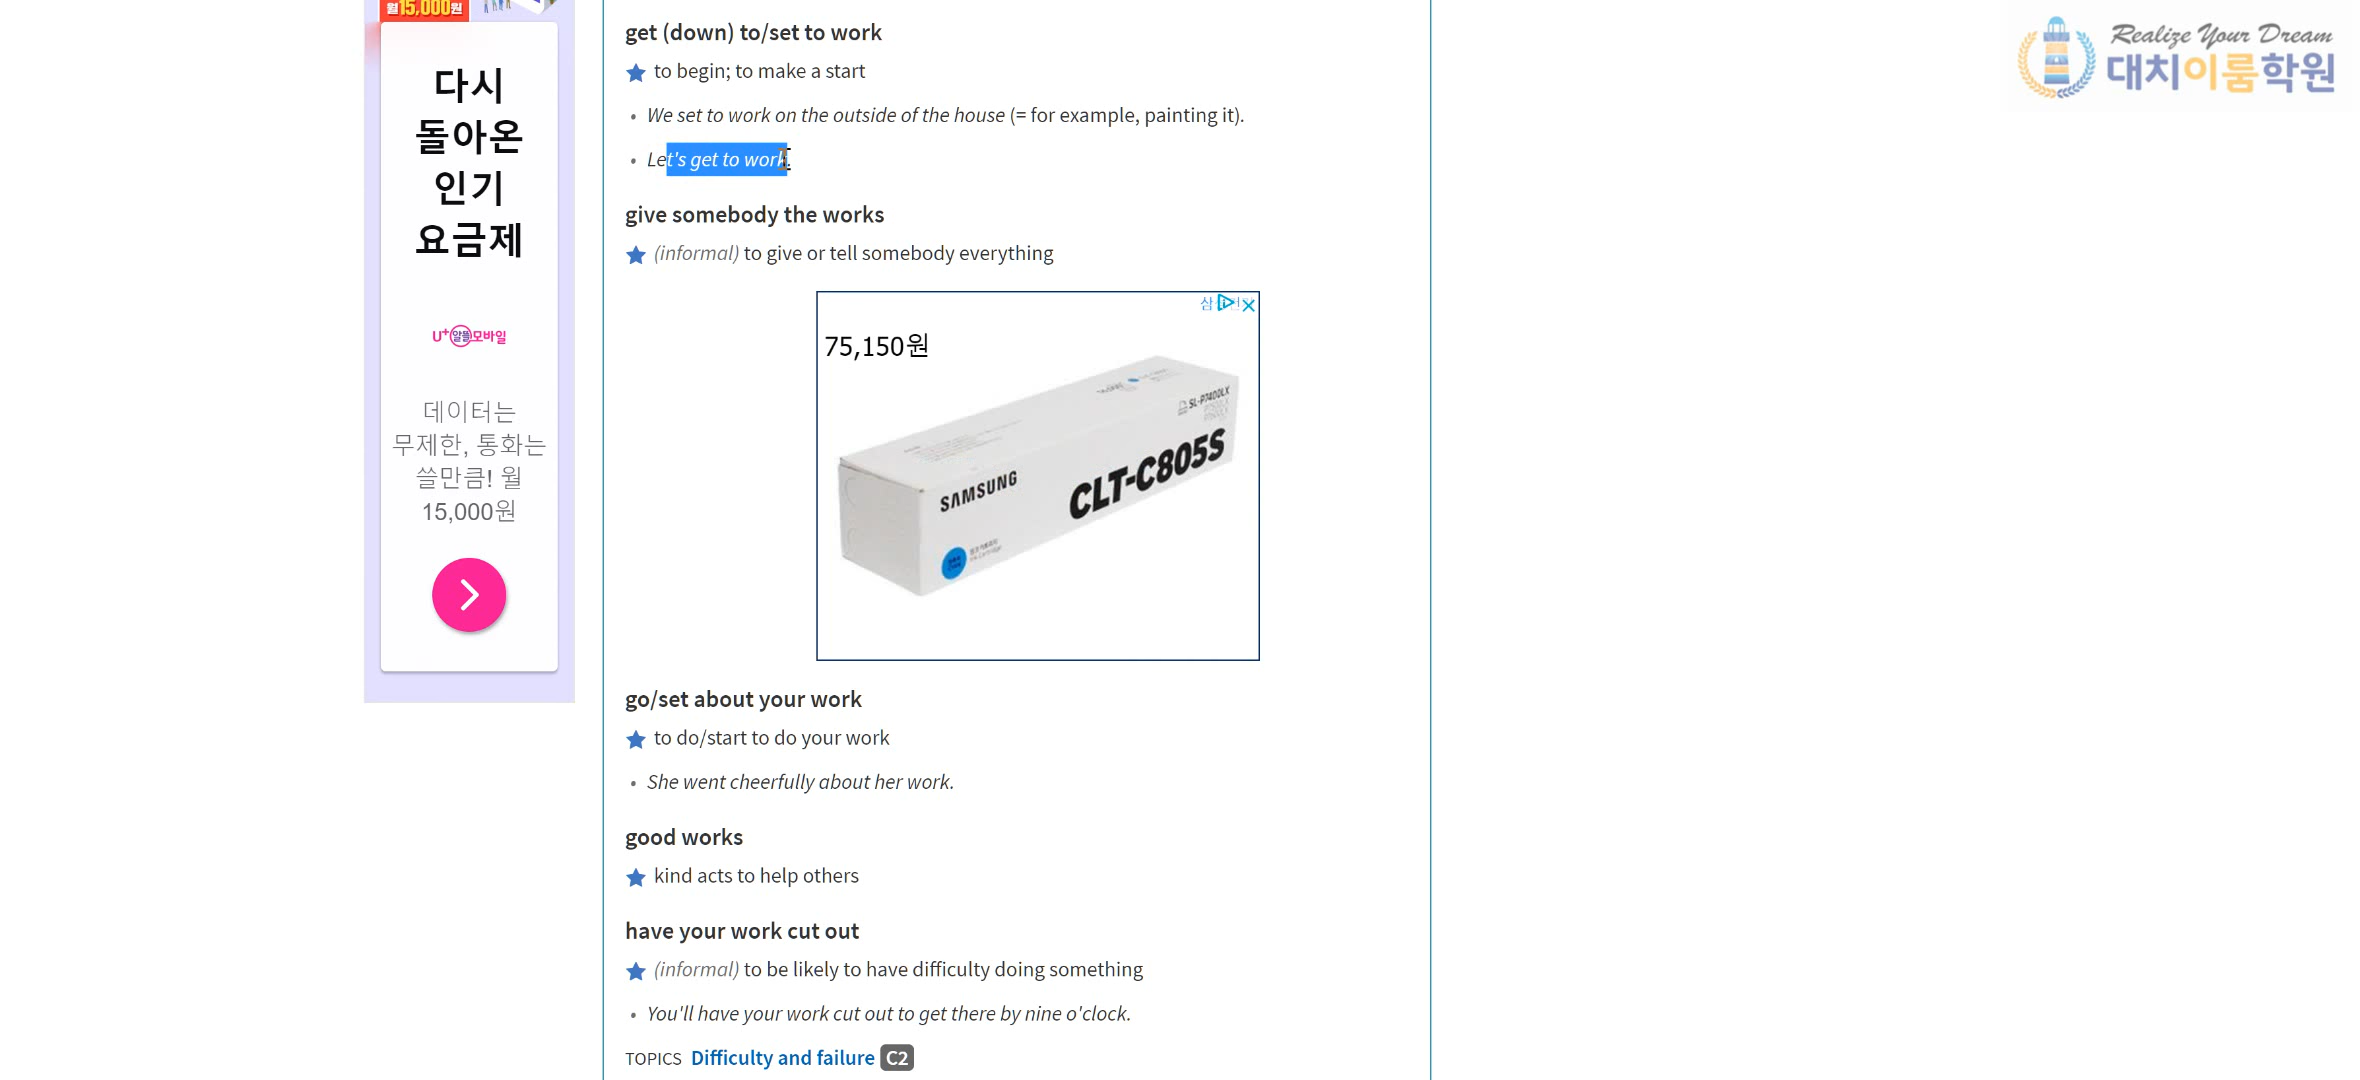 월15,000원
다시
돌아온
인기
요금제
U+알뜰모바일
데이터는
무제한, 통화는
쓸만큼! 월
15,000원
get (down) to/set to work
to begin; to make a start
• We set to work on the outside of the house (= for example, painting it).
• Let's get to work.
give somebody the works
(informal) to give or tell somebody everything
75,150원
SL-P7400LX
SAMSUNG
CLT-C805S
go/set about your work
to do/start to do your work
• She went cheerfully about her work.
good works
kind acts to help others
have your work cut out
(informal) to be likely to have difficulty doing something
• You'll have your work cut out to get there by nine o'clock.
TOPICS Difficulty and failure C2
Realize Your Dream
대치이룸학원